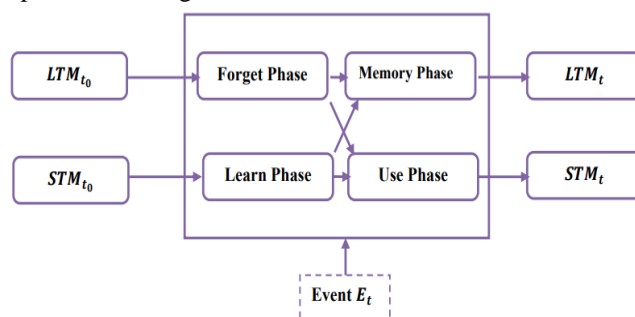 LTM_{t_0}
Forget Phase
Memory Phase
LTM_t
STM_{t_0}
Learn Phase
Use Phase
STM_t
Event E_t